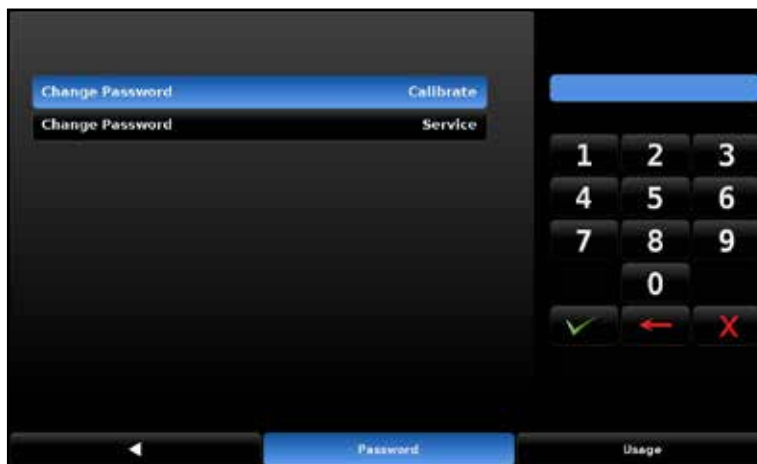 Change Password Calibrate
Change Password Service
1 2 3
4 5 6
7 8 9
0
X
Password Usage